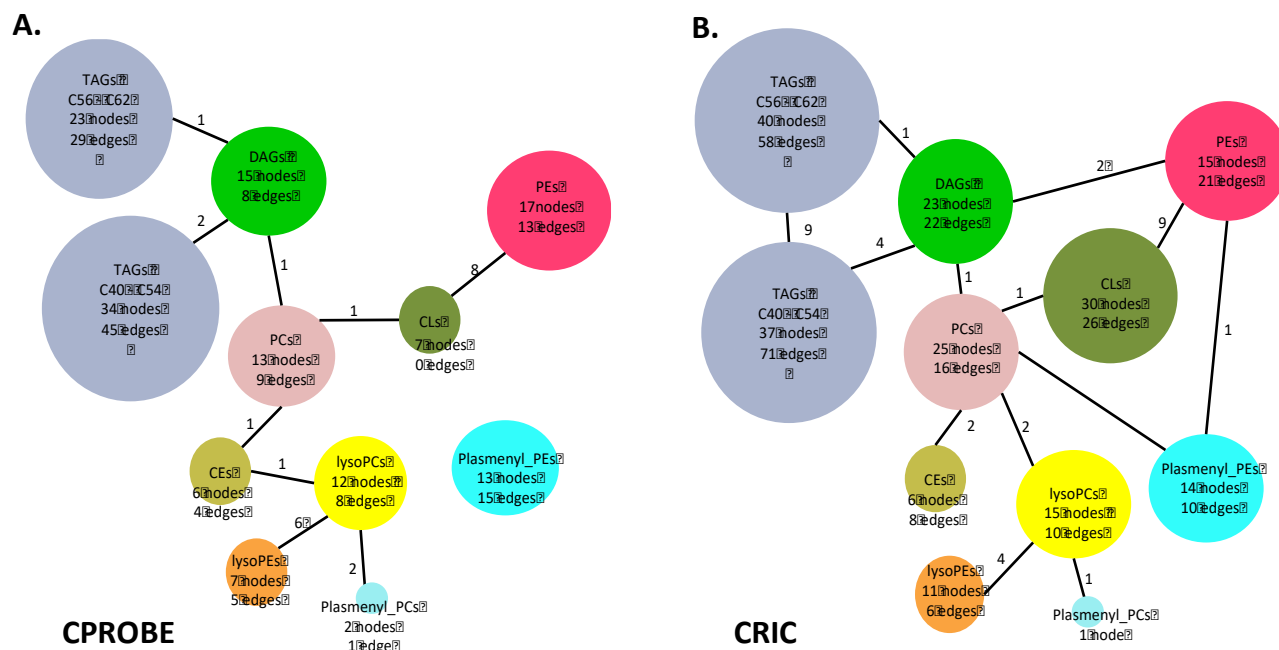 A.
TAGs
C56 - C62
23 nodes
29 edges
1
DAGs
15 nodes
8 edges
2
TAGs
C40 - C54
34 nodes
45 edges
1
PEs
17 nodes
13 edges
8
1
CLs
7 nodes
0 edges
PCs
13 nodes
9 edges
1
CEs
6 nodes
4 edges
1
lysoPCs
12 nodes
8 edges
Plasmenyl_PEs
13 nodes
15 edges
6
lysoPEs
7 nodes
5 edges
2
Plasmenyl_PCs
2 nodes
1 edge
CPROBE
B.
TAGs
C56 - C62
40 nodes
58 edges
1
DAGs
23 nodes
22 edges
2
PEs
15 nodes
21 edges
9
4
TAGs
C40 - C54
37 nodes
71 edges
1
1
9
CLs
30 nodes
26 edges
PCs
25 nodes
16 edges
1
2
CEs
6 nodes
8 edges
2
lysoPCs
15 nodes
10 edges
Plasmenyl_PEs
14 nodes
10 edges
4
lysoPEs
11 nodes
6 edges
1
Plasmenyl_PCs
1 node
CRIC